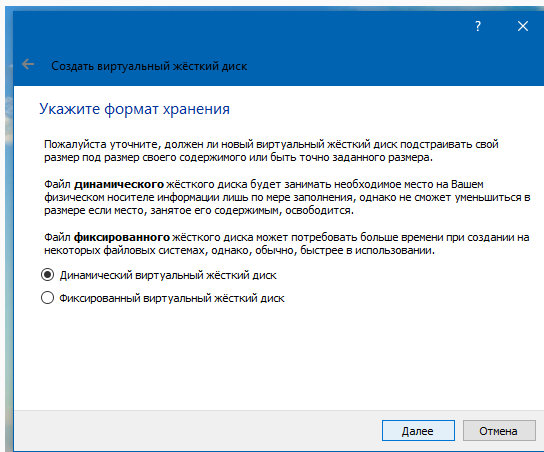 ?
Создать виртуальный жёсткий диск
Укажите формат хранения
Пожалуйста уточните, должен ли новый виртуальный жёсткий диск подстраивать свой
размер под размер своего содержимого или быть точно заданного размера.
Файл динамического жёсткого диска будет занимать необходимое место на Вашем
физическом носителе информации лишь по мере заполнения, однако не сможет уменьшиться в
размере если место, занятое его содержимым, освободится.
Файл фиксированного жёсткого диска может потребовать больше времени при создании на
некоторых файловых системах, однако, обычно, быстрее в использовании.
Динамический виртуальный жёсткий диск
Фиксированный виртуальный жёсткий диск
Далее
Отмена